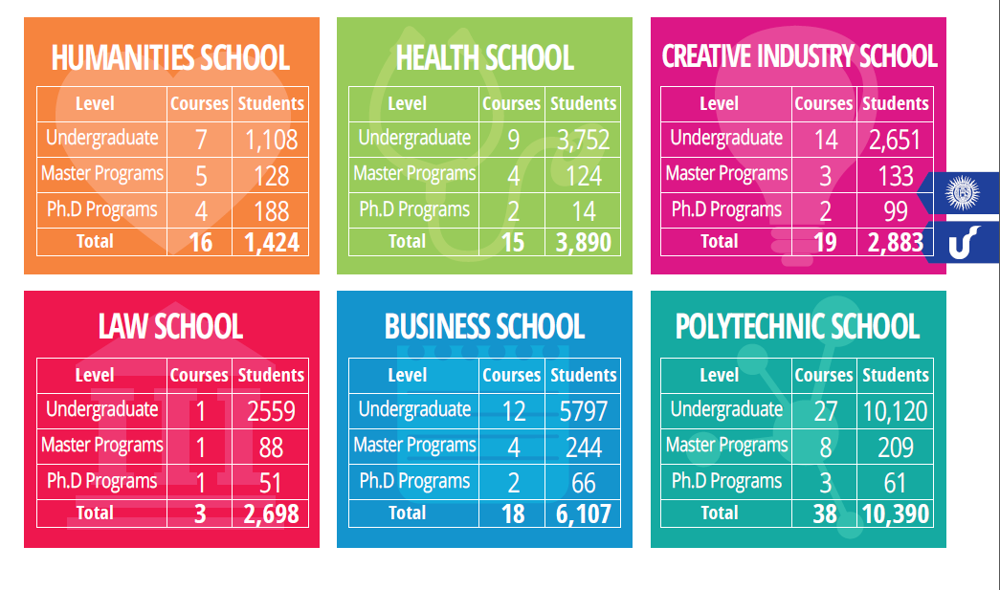 HUMANITIES SCHOOL
Level Courses Students
Undergraduate 7 1,108
Master Programs 5 128
Ph.D Programs 4 188
Total 16 1,424
HEALTH SCHOOL
Level Courses Students
Undergraduate 9 3,752
Master Programs 4 124
Ph.D Programs 2 14
Total 15 3,890
CREATIVE INDUSTRY SCHOOL
Level Courses Students
Undergraduate 14 2,651
Master Programs 3 133
Ph.D Programs 2 99
Total 19 2,883
LAW SCHOOL
Level Courses Students
Undergraduate 1 2559
Master Programs 1 88
Ph.D Programs 1 51
Total 3 2,698
BUSINESS SCHOOL
Level Courses Students
Undergraduate 12 5797
Master Programs 4 244
Ph.D Programs 2 66
Total 18 6,107
POLYTECHNIC SCHOOL
Level Courses Students
Undergraduate 27 10,120
Master Programs 8 209
Ph.D Programs 3 61
Total 38 10,390